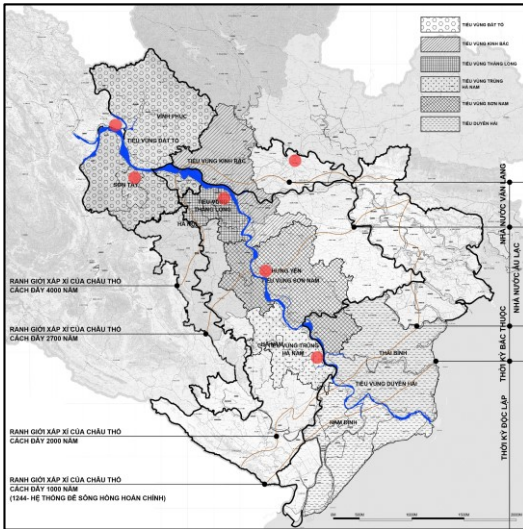 TIỂU VÙNG ĐẤT TỔ
TIỂU VÙNG KINH BẮC
TIỂU VÙNG THĂNG LONG
TIỂU VÙNG TRŨNG
HÀ NAM
TIỂU VÙNG SƠN NAM
TIỂU DUYÊN HẢI
VĨNH PHÚC
TIỂU VÙNG ĐẤT TỔ
TIỂU VÙNG KINH BẮC
SƠN TÂY
THĂNG LONG
HƯNG YÊN
TIỂU VÙNG SƠN NAM
TIỂU VÙNG TRŨNG
HÀ NAM
THÁI BÌNH
TIỂU VÙNG DUYÊN HẢI
NAM ĐỊNH
RANH GIỚI XẤP XỈ CỦA CHÂU THỔ
CÁCH ĐÂY 4000 NĂM
RANH GIỚI XẤP XỈ CỦA CHÂU THỔ
CÁCH ĐÂY 2700 NĂM
RANH GIỚI XẤP XỈ CỦA CHÂU THỔ
CÁCH ĐÂY 2000 NĂM
RANH GIỚI XẤP XỈ CỦA CHÂU THỔ
CÁCH ĐÂY 1000 NĂM
(1244- HỆ THỐNG ĐÊ SÔNG HỒNG HOÀN CHỈNH)
NHÀ NƯỚC VĂN LANG
NHÀ NƯỚC ÂU LẠC
THỜI KỲ BẮC THUỘC
THỜI KỲ ĐỘC LẬP